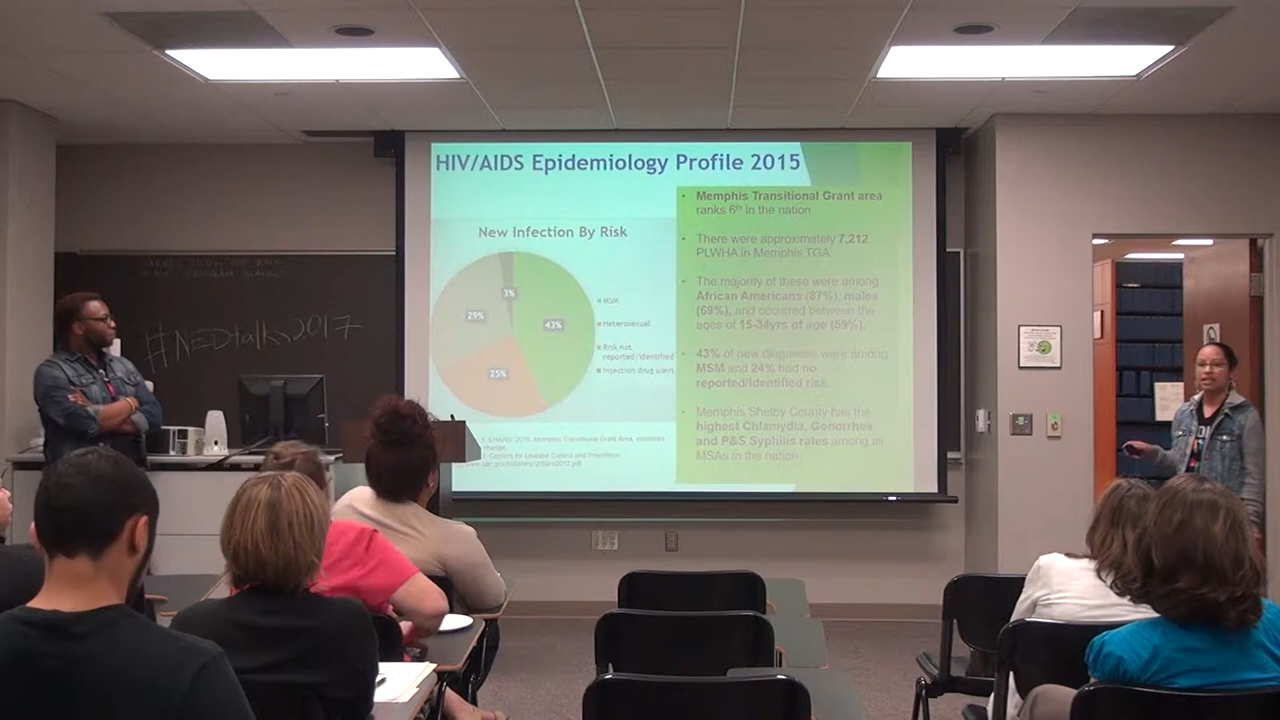 HIV/AIDS Epidemiology Profile 2015
New Infection By Risk
3%
29%
43%
25%
MSM
Heterosexual
Risk not
reported/identified
Injection drug users
• Memphis Transitional Grant area
ranks 6th in the nation
• There were approximately 7,212
PLWHA in Memphis TGA
• The majority of these were among
African Americans (87%), males
(69%), and occurred between the
ages of 15-34yrs of age (59%).
• 43% of new diagnoses were among
MSM and 24% had no
reported/identified risk.
• Memphis Shelby County has the
highest Chlamydia, Gonorrhea
and P&S Syphilis rates among all
MSAs in the nation
#NEDtalks2017